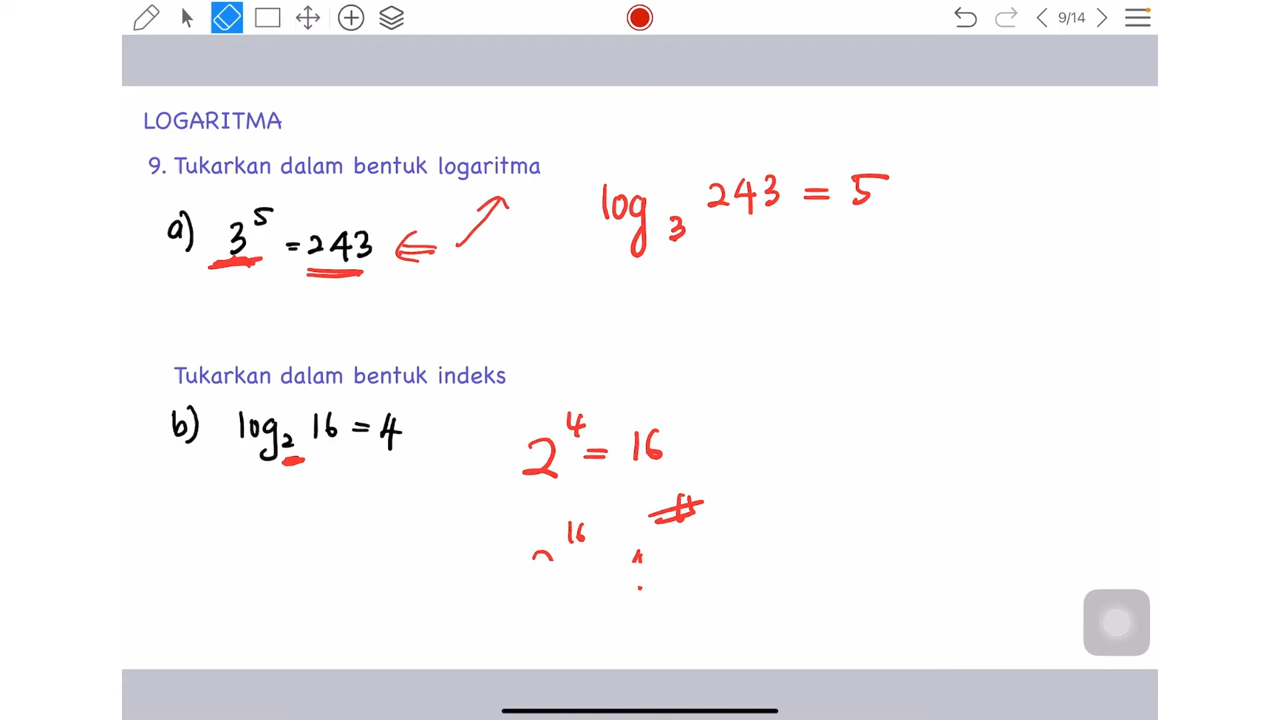 9/14
LOGARITMA
9. Tukarkan dalam bentuk logaritma
a) 3⁵ = 243
log₃ 243 = 5
Tukarkan dalam bentuk indeks
b) log₂ 16 = 4
2⁴ = 16
16